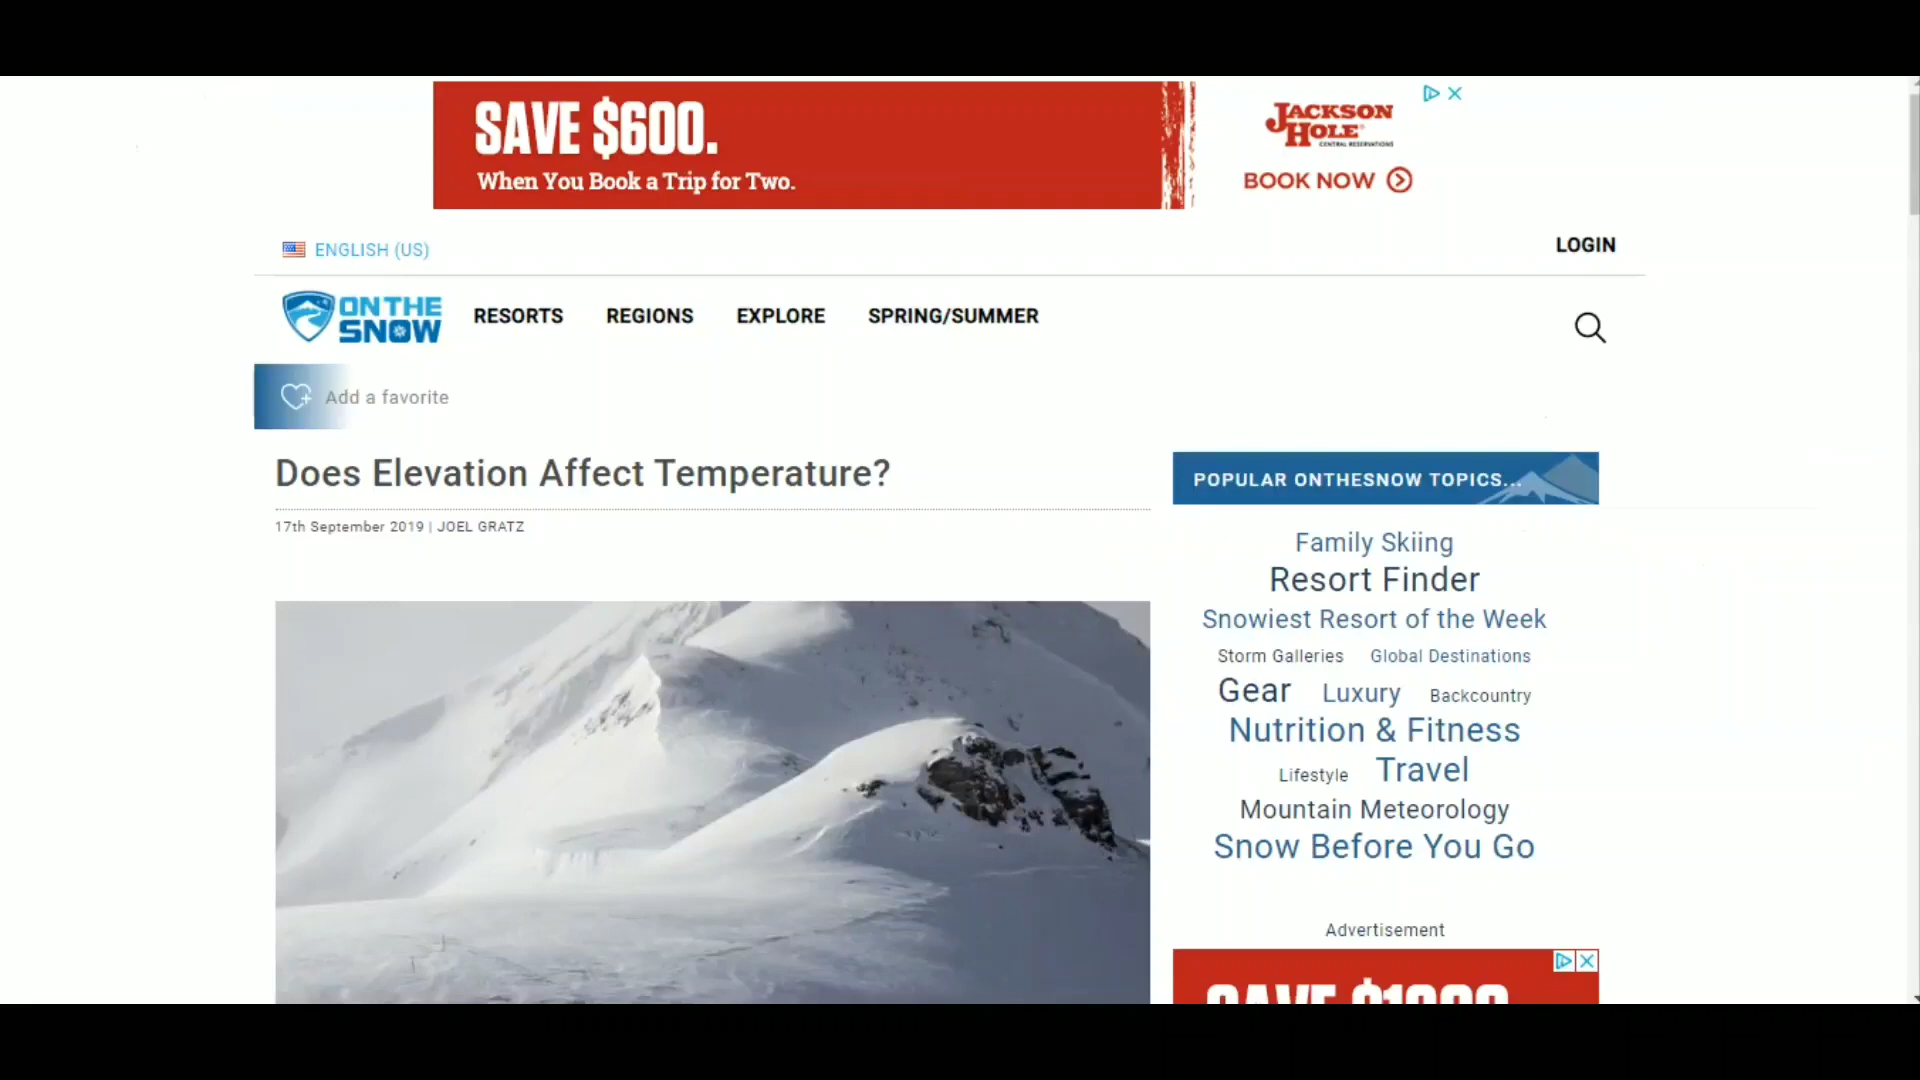 SAVE $600.
When You Book a Trip for Two.
JACKSON
HOLE
CENTRAL RESERVATIONS
BOOK NOW
ENGLISH (US)
LOGIN
ON THE
SNOW
RESORTS
REGIONS
EXPLORE
SPRING/SUMMER
Add a favorite
Does Elevation Affect Temperature?
17th September 2019 | JOEL GRATZ
POPULAR ONTHESNOW TOPICS...
Family Skiing
Resort Finder
Snowiest Resort of the Week
Storm Galleries Global Destinations
Gear Luxury Backcountry
Nutrition & Fitness
Lifestyle Travel
Mountain Meteorology
Snow Before You Go
Advertisement
SAVE